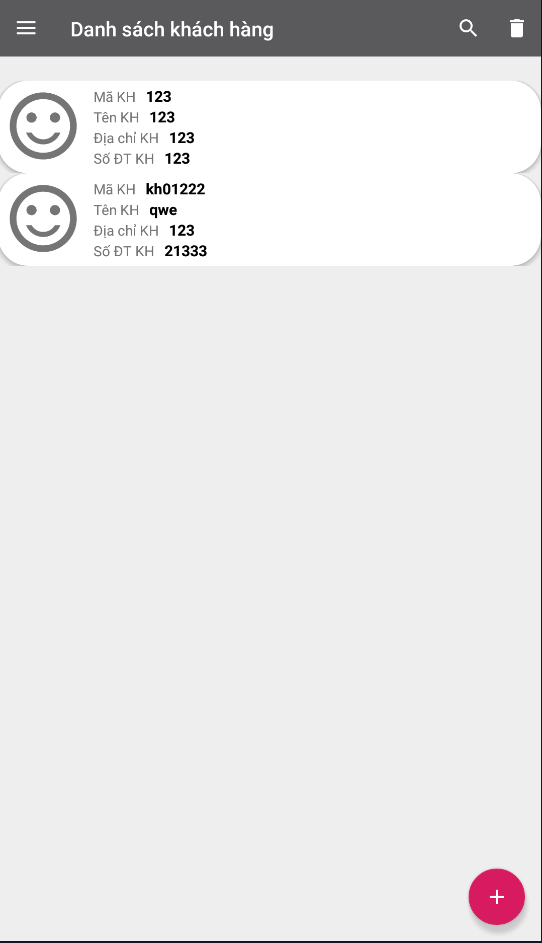 Danh sách khách hàng
Mã KH 123
Tên KH 123
Địa chỉ KH 123
Số ĐT KH 123
Mã KH kh01222
Tên KH qwe
Địa chỉ KH 123
Số ĐT KH 21333